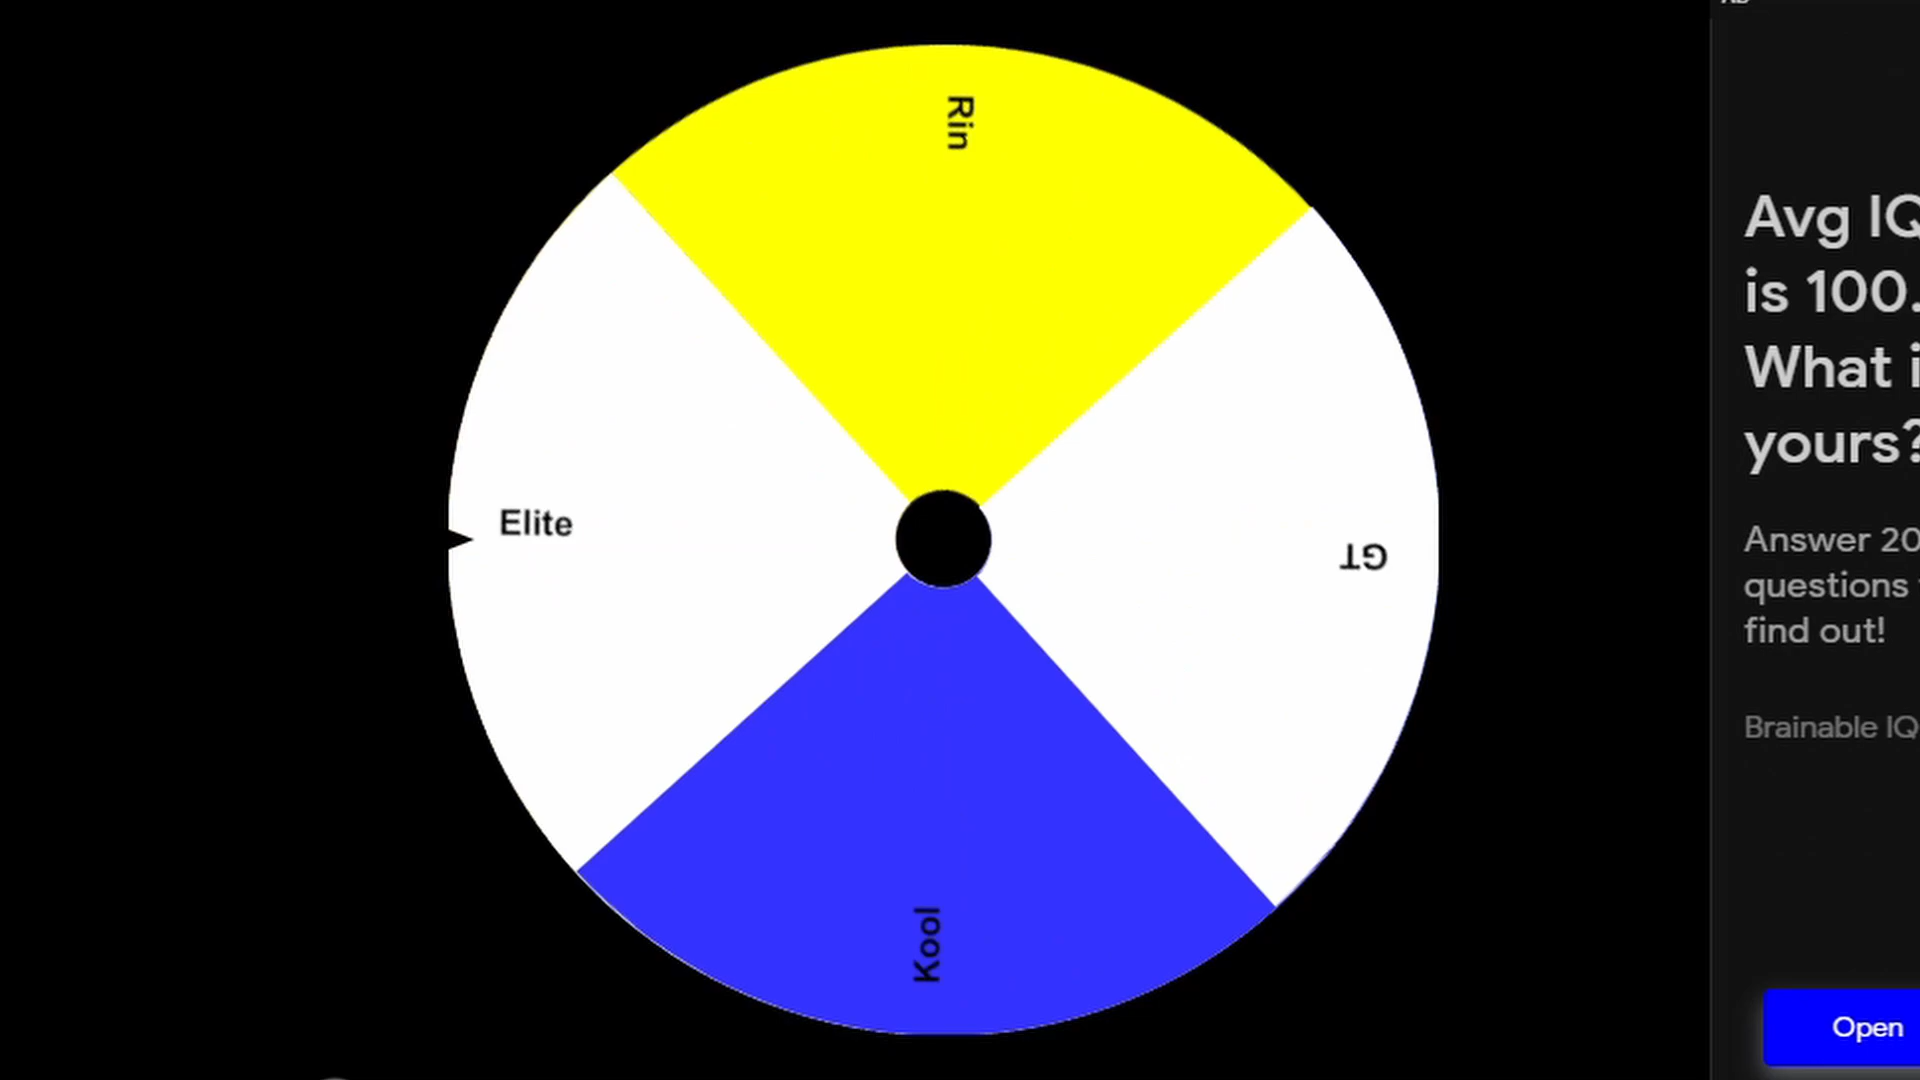 Rin
Elite
GT
Kool
Avg IQ
is 100.
What i
yours?
Answer 20
questions
find out!
Brainable IQ
Open